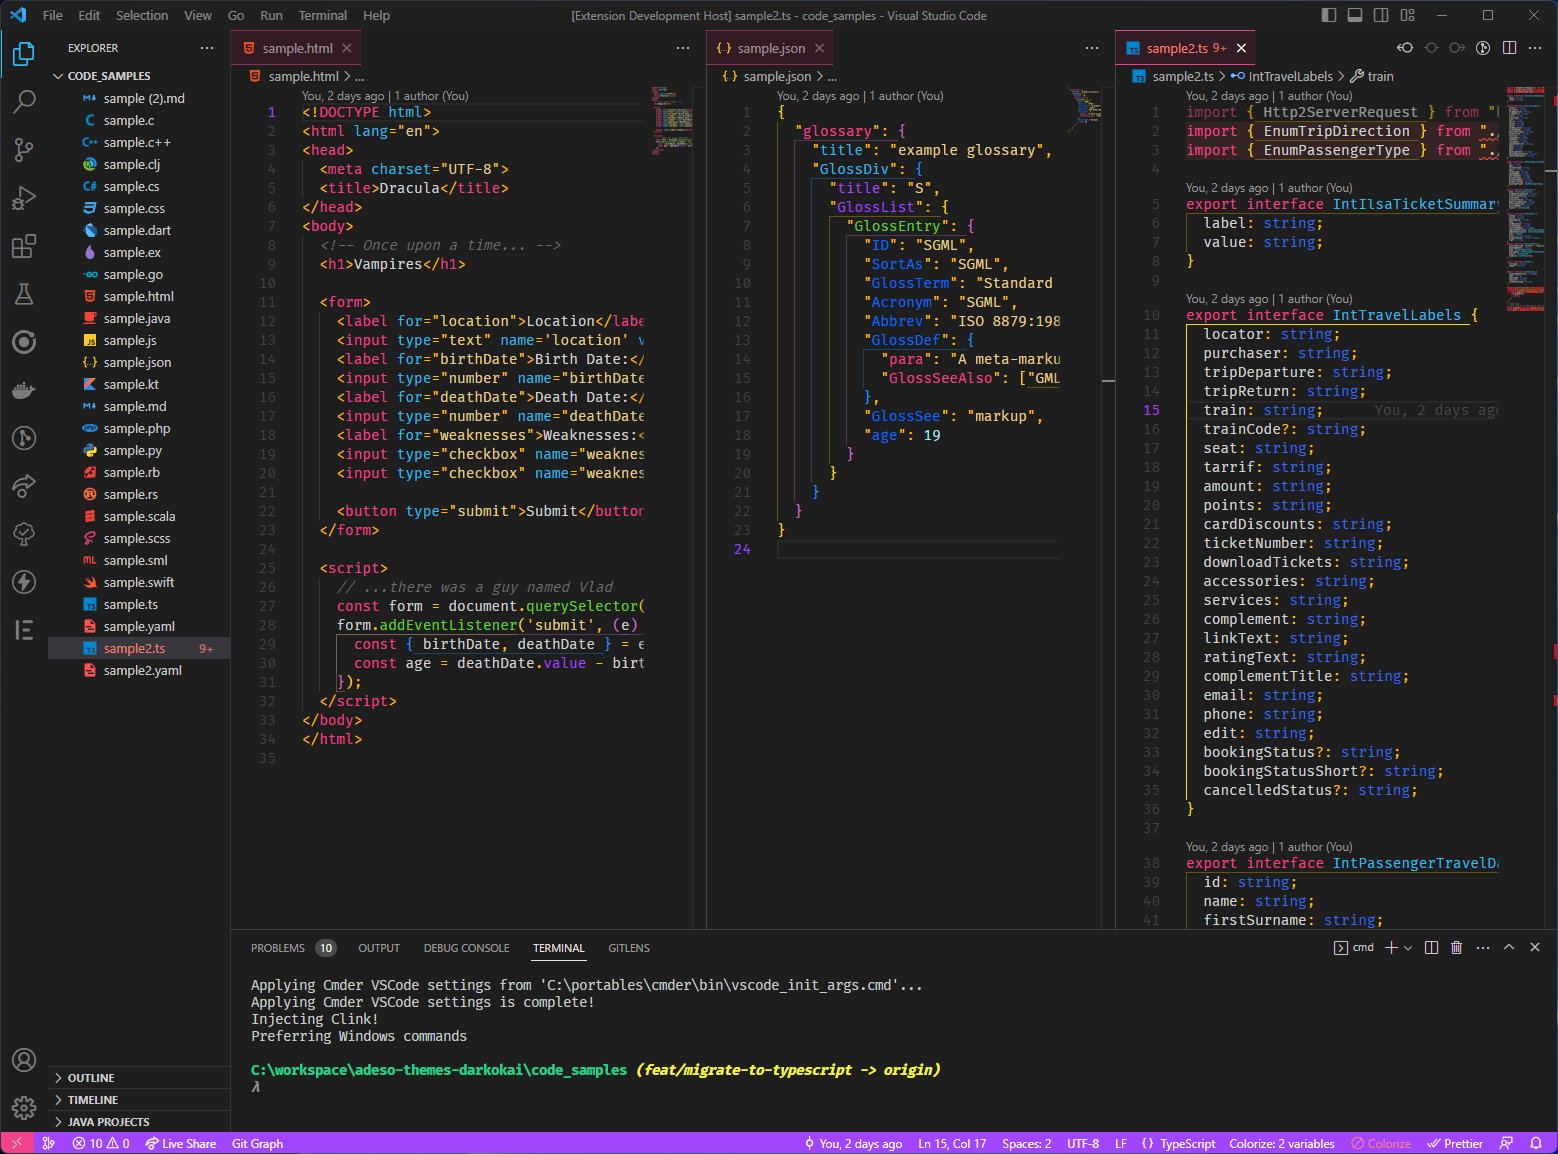 File Edit Selection View Go Run Terminal Help
[Extension Development Host] sample2.ts - code_samples - Visual Studio Code
EXPLORER
CODE_SAMPLES
sample (2).md
sample.c
sample.c++
sample.clj
sample.cs
sample.css
sample.dart
sample.ex
sample.go
sample.html
sample.java
sample.js
sample.json
sample.kt
sample.md
sample.php
sample.py
sample.rb
sample.rs
sample.scala
sample.scss
sample.sml
sample.swift
sample.ts
sample.yaml
sample2.ts 9+
sample2.yaml
OUTLINE
TIMELINE
JAVA PROJECTS
sample.html
sample.html > ...
You, 2 days ago | 1 author (You)
1 <!DOCTYPE html>
2 <html lang="en">
3 <head>
4 <meta charset="UTF-8">
5 <title>Dracula</title>
6 </head>
7 <body>
8 <!-- Once upon a time... -->
9 <h1>Vampires</h1>
10
11 <form>
12 <label for="location">Location</labe
13 <input type="text" name='location' v
14 <label for="birthDate">Birth Date:</
15 <input type="number" name="birthDate
16 <label for="deathDate">Death Date:</
17 <input type="number" name="deathDate
18 <label for="weaknesses">Weaknesses:<
19 <input type="checkbox" name="weaknes
20 <input type="checkbox" name="weaknes
21
22 <button type="submit">Submit</button
23 </form>
24
25 <script>
26 // ...there was a guy named Vlad
27 const form = document.querySelector(
28 form.addEventListener('submit', (e)
29 const { birthDate, deathDate } = e
30 const age = deathDate.value - birt
31 });
32 </script>
33 </body>
34 </html>
35
sample.json
sample.json > ...
You, 2 days ago | 1 author (You)
1 {
2 "glossary": {
3 "title": "example glossary",
4 "GlossDiv": {
5 "title": "S",
6 "GlossList": {
7 "GlossEntry": {
8 "ID": "SGML",
9 "SortAs": "SGML",
10 "GlossTerm": "Standard
11 "Acronym": "SGML",
12 "Abbrev": "ISO 8879:198
13 "GlossDef": {
14 "para": "A meta-marku
15 "GlossSeeAlso": ["GML
16 },
17 "GlossSee": "markup",
18 "age": 19
19 }
20 }
21 }
22 }
23 }
24
sample2.ts 9+
sample2.ts > IntTravelLabels > train
You, 2 days ago | 1 author (You)
1 import { Http2ServerRequest } from "
2 import { EnumTripDirection } from "..
3 import { EnumPassengerType } from "..
4
You, 2 days ago | 1 author (You)
5 export interface IntIlsaTicketSummary
6 label: string;
7 value: string;
8 }
9
You, 2 days ago | 1 author (You)
10 export interface IntTravelLabels {
11 locator: string;
12 purchaser: string;
13 tripDeparture: string;
14 tripReturn: string;
15 train: string; You, 2 days ago
16 trainCode?: string;
17 seat: string;
18 tarrif: string;
19 amount: string;
20 points: string;
21 cardDiscounts: string;
22 ticketNumber: string;
23 downloadTickets: string;
24 accessories: string;
25 services: string;
26 complement: string;
27 linkText: string;
28 ratingText: string;
29 complementTitle: string;
30 email: string;
31 phone: string;
32 edit: string;
33 bookingStatus?: string;
34 bookingStatusShort?: string;
35 cancelledStatus?: string;
36 }
37
You, 2 days ago | 1 author (You)
38 export interface IntPassengerTravelDa
39 id: string;
40 name: string;
41 firstSurname: string;
PROBLEMS 10 OUTPUT DEBUG CONSOLE TERMINAL GITLENS
cmd
Applying Cmder VSCode settings from 'C:\portables\cmder\bin\vscode_init_args.cmd'...
Applying Cmder VSCode settings is complete!
Injecting Clink!
Preferring Windows commands
C:\workspace\adeso-themes-darkokai\code_samples (feat/migrate-to-typescript -> origin)
λ
10 0 Live Share Git Graph
You, 2 days ago Ln 15, Col 17 Spaces: 2 UTF-8 LF {} TypeScript Colorize: 2 variables Colorize Prettier